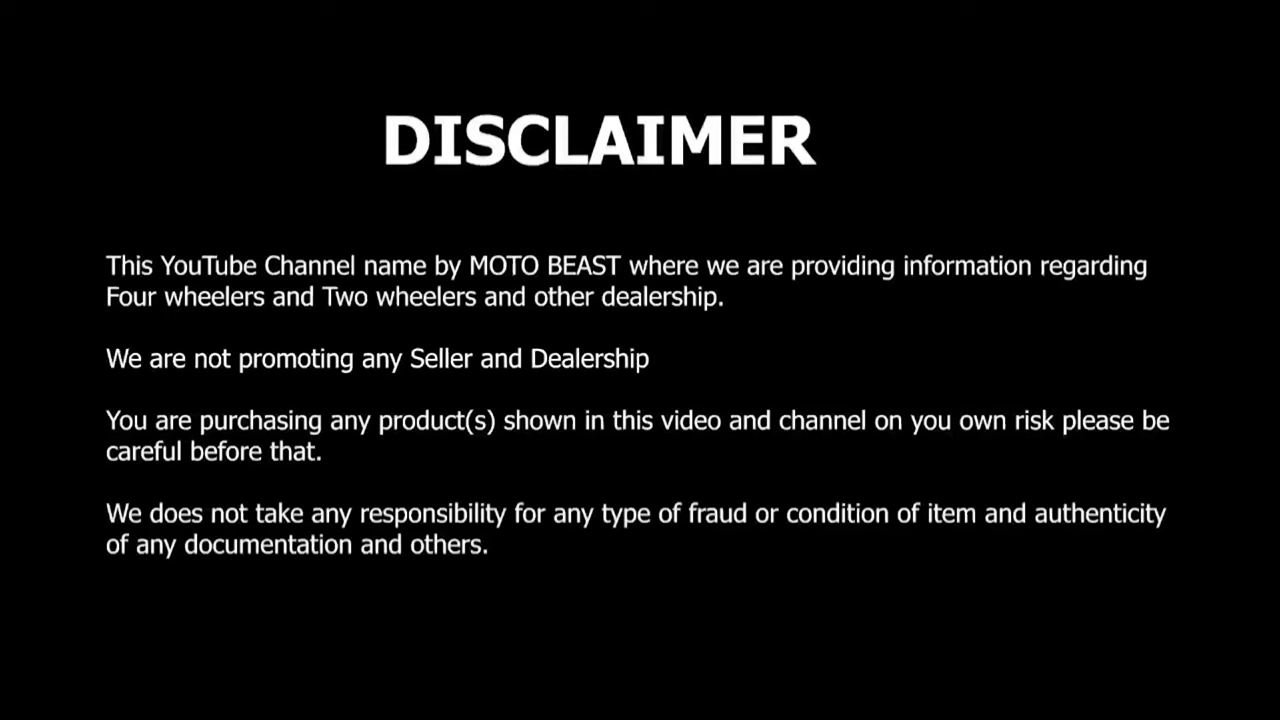 DISCLAIMER
This YouTube Channel name by MOTO BEAST where we are providing information regarding
Four wheelers and Two wheelers and other dealership.
We are not promoting any Seller and Dealership
You are purchasing any product(s) shown in this video and channel on you own risk please be
careful before that.
We does not take any responsibility for any type of fraud or condition of item and authenticity
of any documentation and others.